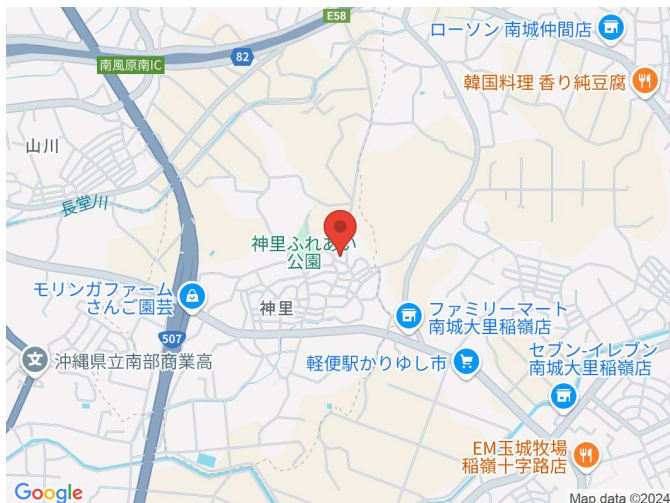 E58
ローソン 南城仲間店
82
南風原南IC
韓国料理 香り純豆腐
山川
長堂川
神里ふれあい
公園
モリンガファーム
さんご園芸
神里
ファミリーマート
南城大里稲嶺店
507
セブン-イレブン
南城大里稲嶺店
沖縄県立南部商業高
軽便駅かりゆし市
EM玉城牧場
稲嶺十字路店
Google
Map data ©2024